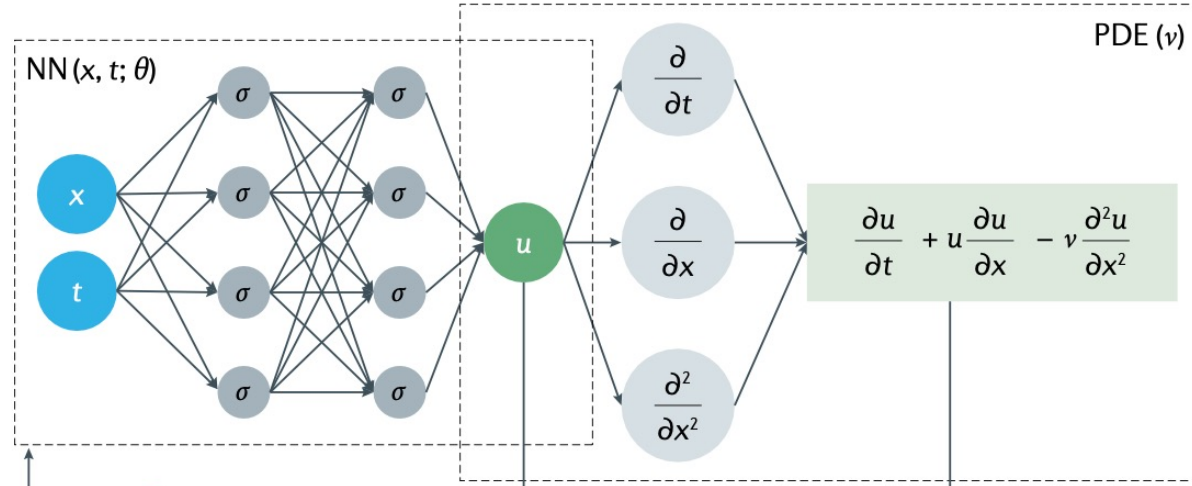 NN (x, t; θ)
PDE (ν)
x
t
σ
σ
σ
σ
σ
σ
σ
σ
u
∂/∂t
∂/∂x
∂²/∂x²
∂u/∂t + u ∂u/∂x − ν ∂²u/∂x²